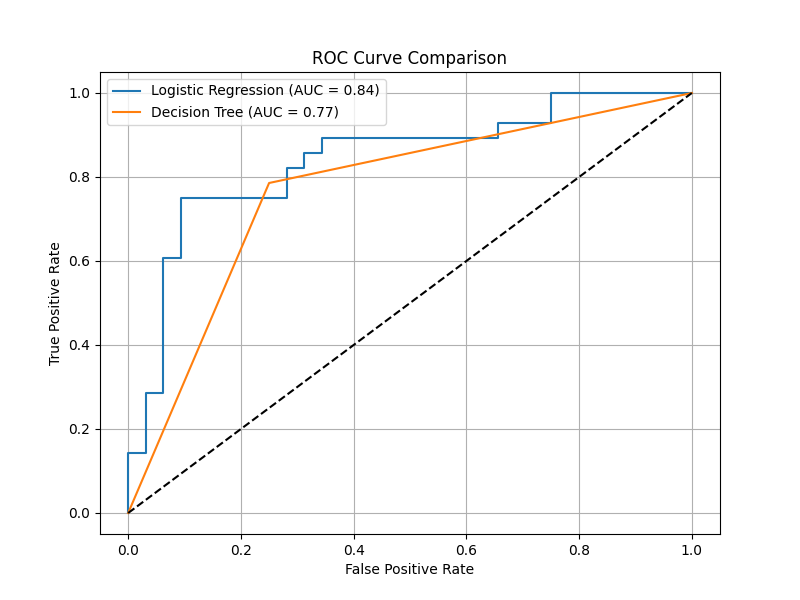 ROC Curve Comparison
Logistic Regression (AUC = 0.84)
Decision Tree (AUC = 0.77)
True Positive Rate
1.0
0.8
0.6
0.4
0.2
0.0
0.0 0.2 0.4 0.6 0.8 1.0
False Positive Rate